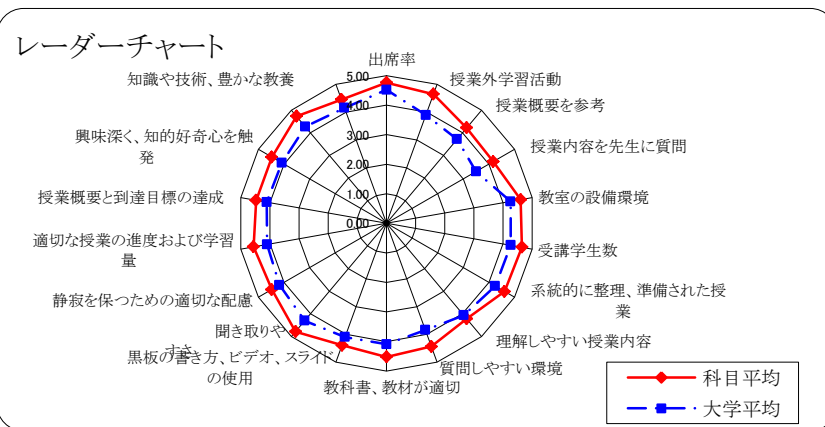 レーダーチャート
出席率
授業外学習活動
授業概要を参考
授業内容を先生に質問
教室の設備環境
受講学生数
系統的に整理、準備された授
業
理解しやすい授業内容
質問しやすい環境
教科書、教材が適切
黒板の書き方、ビデオ、スライド
の使用
聞き取りや
すさ
静寂を保つための適切な配慮
適切な授業の進度および学習
量
授業概要と到達目標の達成
興味深く、知的好奇心を触
発
知識や技術、豊かな教養
5.00
4.00
3.00
2.00
1.00
0.00
科目平均
大学平均